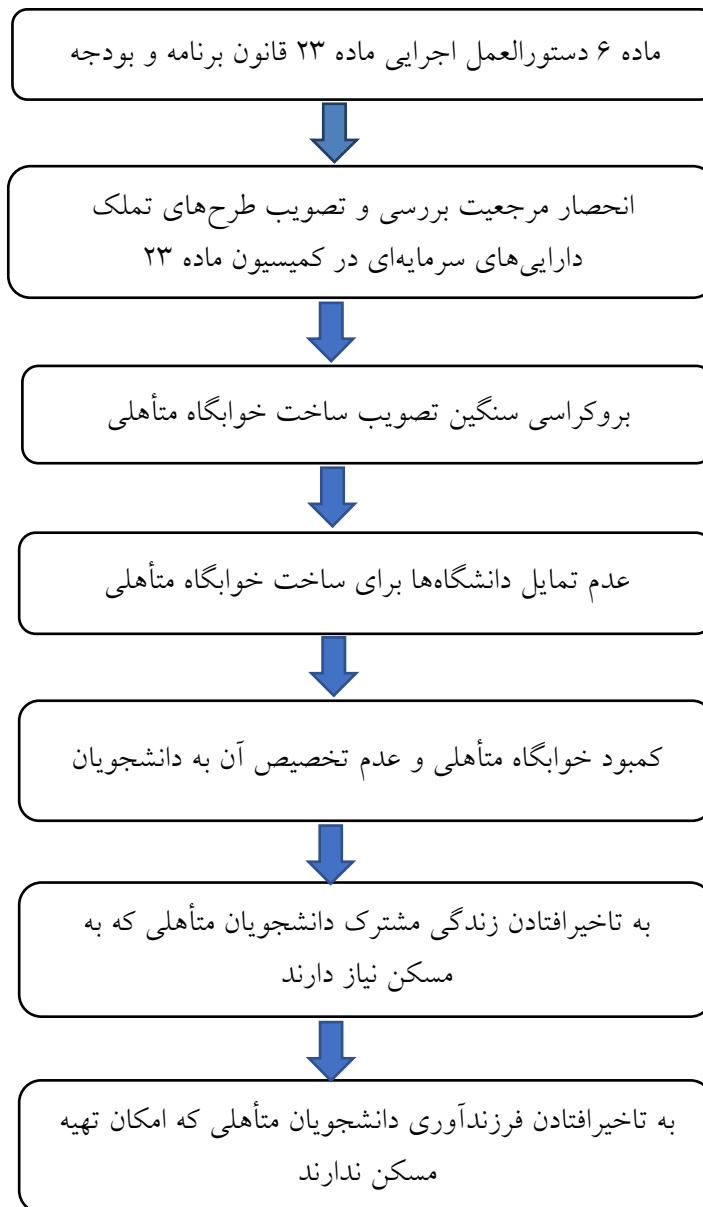 ماده ۶ دستورالعمل اجرایی ماده ۲۳ قانون برنامه و بودجه
انحصار مرجعیت بررسی و تصویب طرح‌های تملک
دارایی‌های سرمایه‌ای در کمیسیون ماده ۲۳
بروکراسی سنگین تصویب ساخت خوابگاه متأهلی
عدم تمایل دانشگاه‌ها برای ساخت خوابگاه متأهلی
کمبود خوابگاه متأهلی و عدم تخصیص آن به دانشجویان
به تاخیرافتادن زندگی مشترک دانشجویان متأهلی که به
مسکن نیاز دارند
به تاخیرافتادن فرزندآوری دانشجویان متأهلی که امکان تهیه
مسکن ندارند